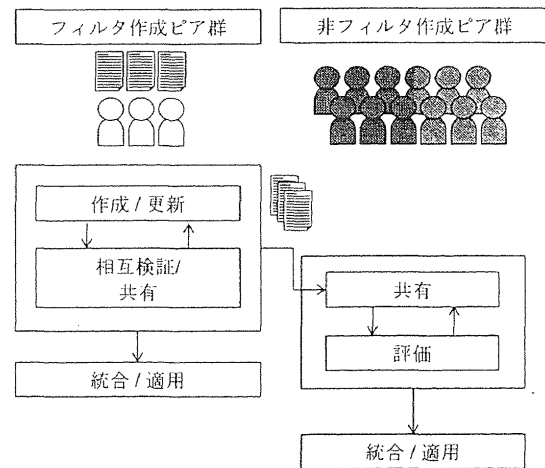 フィルタ作成ピア群
非フィルタ作成ピア群
作成 / 更新
相互検証/
共有
統合 / 適用
共有
評価
統合 / 適用